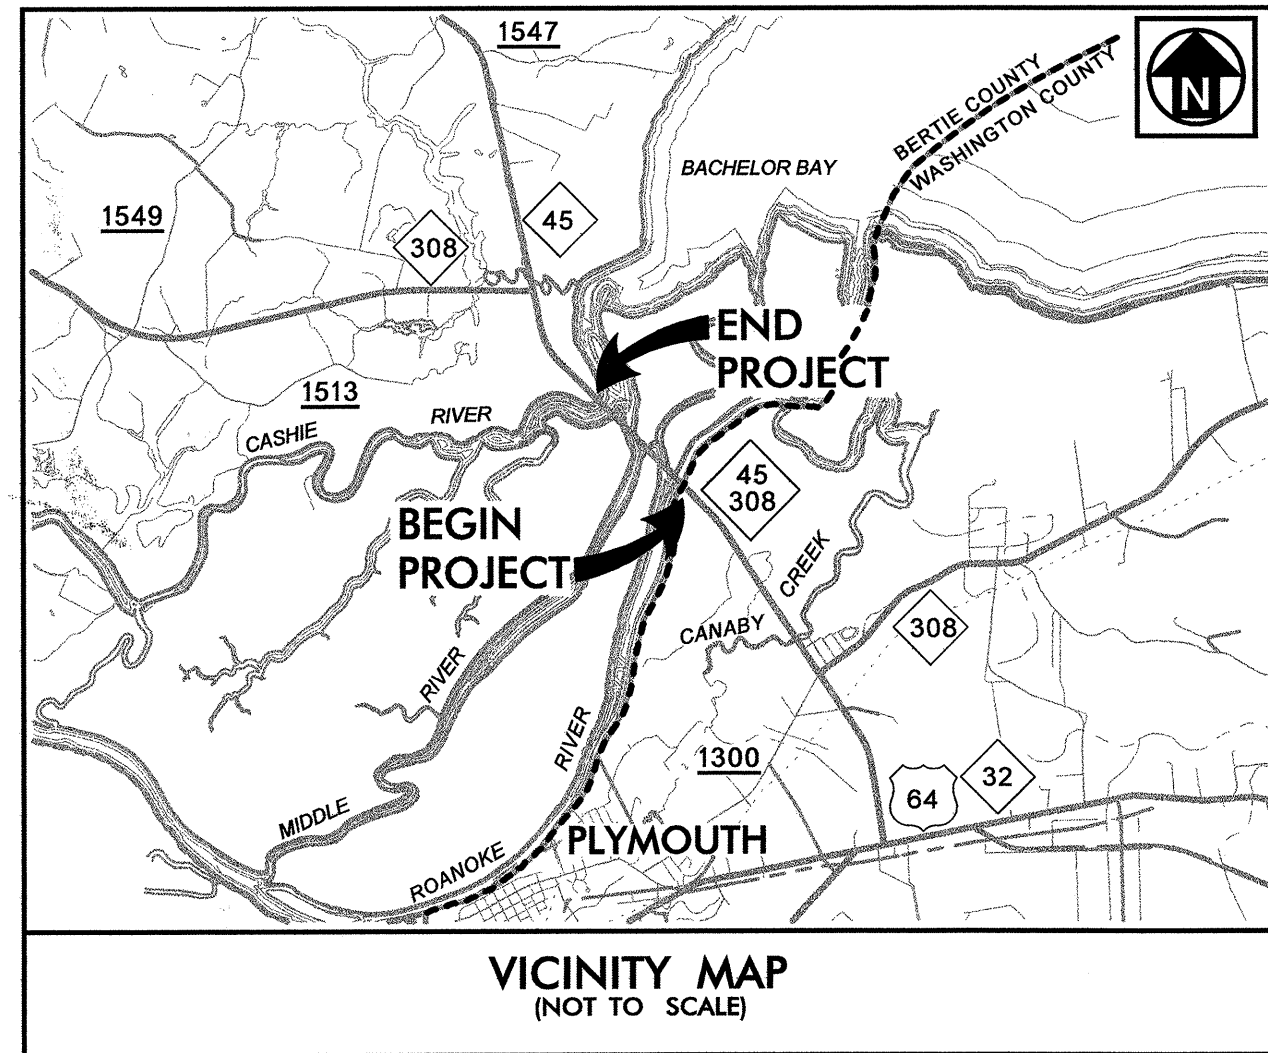 1547
N
BERTIE COUNTY
WASHINGTON COUNTY
BACHELOR BAY
1549
308
45
END
PROJECT
1513
CASHIE
RIVER
45
308
BEGIN
PROJECT
CREEK
CANABY
308
RIVER
RIVER
1300
64
32
MIDDLE
ROANOKE
PLYMOUTH
VICINITY MAP
(NOT TO SCALE)